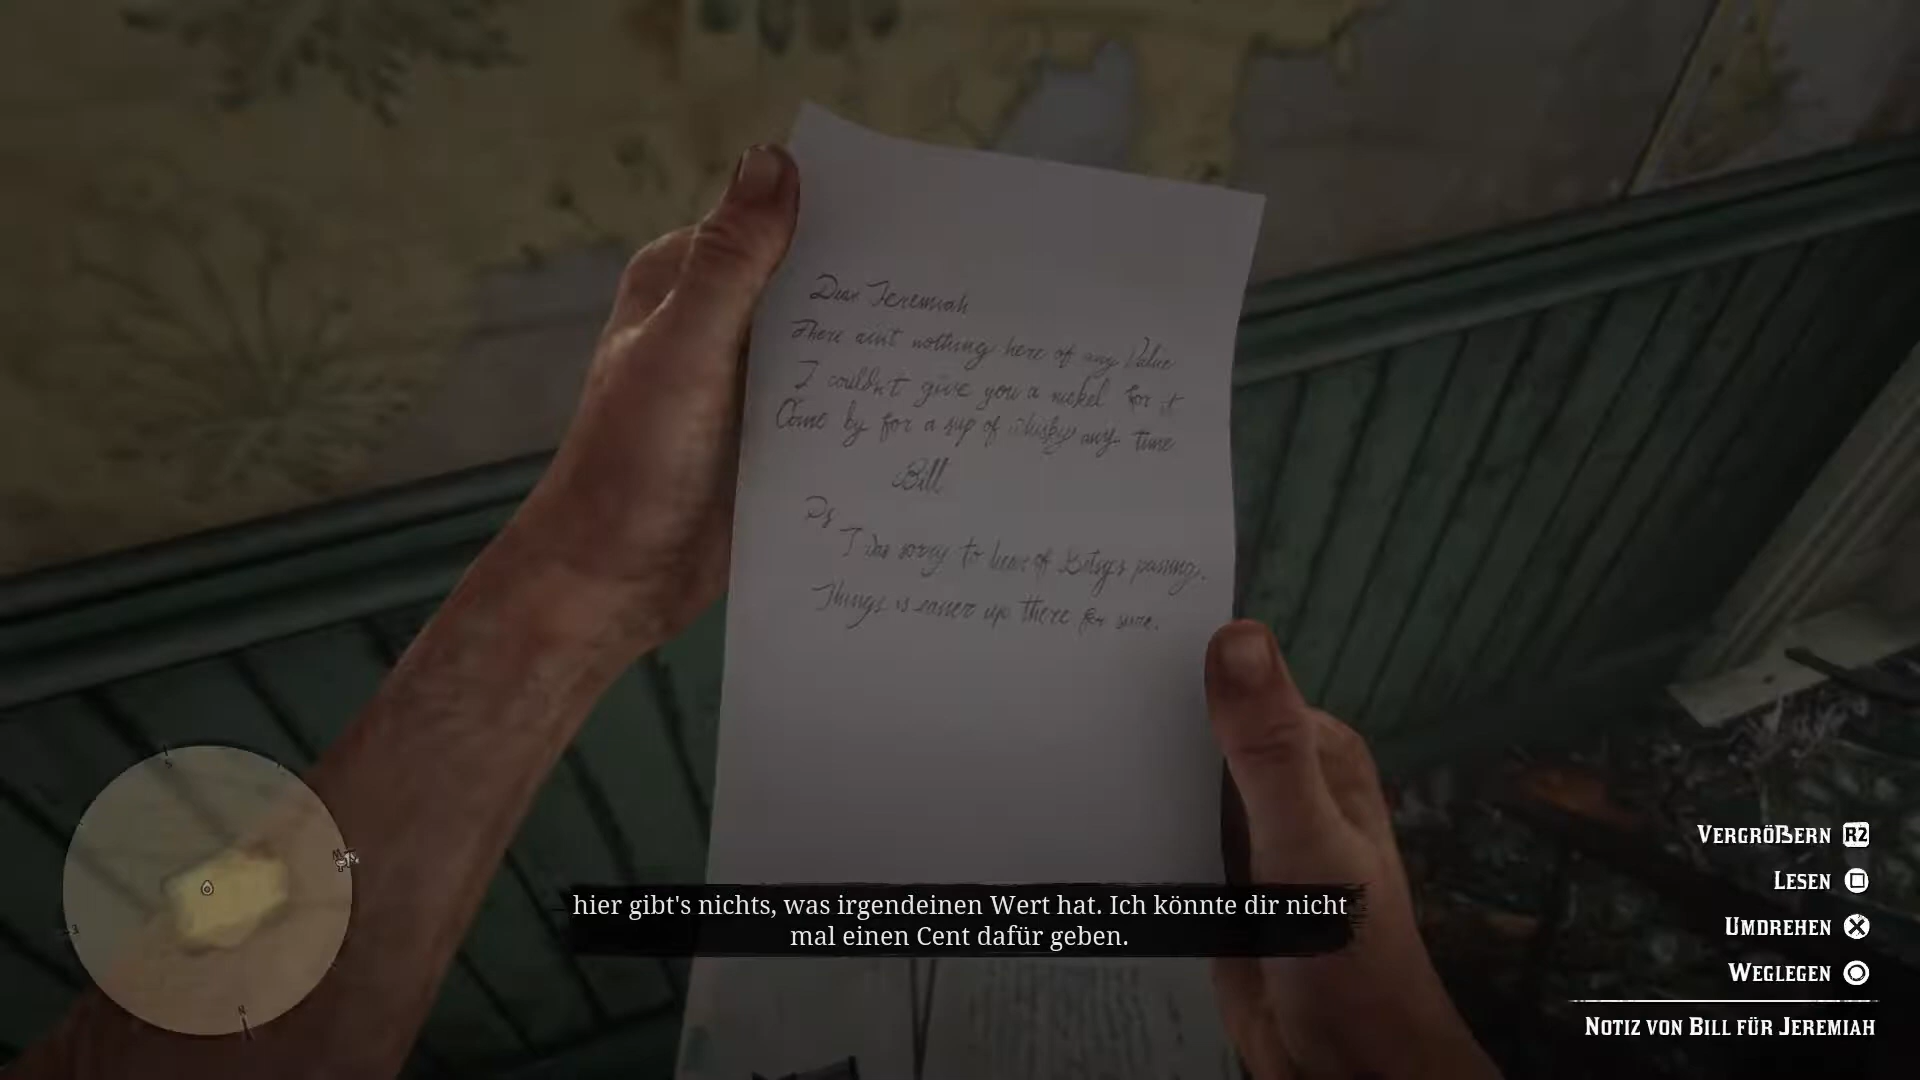 Dear Jeremiah
There aint nothing here of any Value
I couldn't give you a nickel for it
Come by for a sup of whisky any time
Bill
Ps
I was sorry to hear of Betsys passing.
Things is easier up there for sure.
hier gibt's nichts, was irgendeinen Wert hat. Ich könnte dir nicht
mal einen Cent dafür geben.
VERGRÖẞERN R2
LESEN
UMDREHEN
WEGLEGEN
NOTIZ VON BILL FÜR JEREMIAH